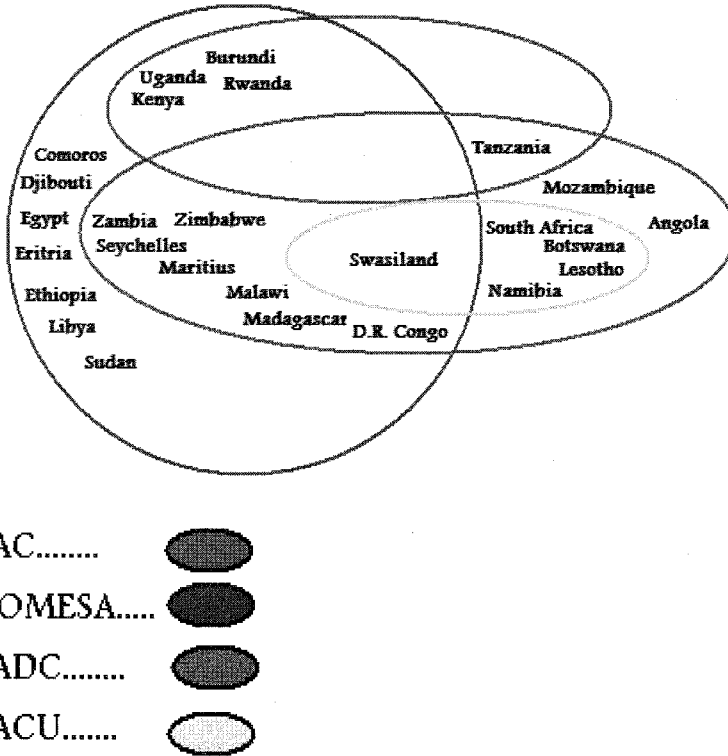 Burundi
Uganda Rwanda
Kenya
Tanzania
Comoros
Djibouti
Mozambique
Egypt Zambia Zimbabwe South Africa Angola
Seychelles Botswana
Eritria Maritius Swasiland Lesotho
Ethiopia Malawi Namibia
Libya Madagascar D.R. Congo
Sudan
AC........
OMESA.....
ADC........
ACU.......